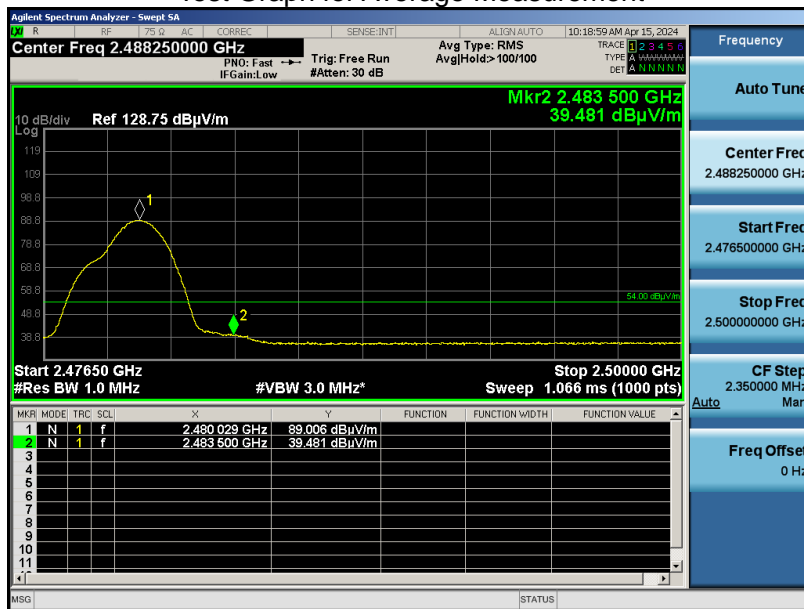 Test Graph for Average Measurement
Agilent Spectrum Analyzer - Swept SA
LXI R RF 75 Ω AC CORREC SENSE:INT ALIGN AUTO 10:18:59 AM Apr 15, 2024
Center Freq 2.488250000 GHz
PNO: Fast
IFGain:Low
Trig: Free Run
#Atten: 30 dB
Avg Type: RMS
Avg|Hold:>100/100
TRACE 1 2 3 4 5 6
TYPE A WWWWW
DET A N N N N N
Mkr2 2.483 500 GHz
39.481 dBµV/m
10 dB/div Ref 128.75 dBµV/m
Log
119
109
98.8
88.8
78.8
68.8
58.8
48.8
38.8
1
2
54.00 dBµV/m
Start 2.47650 GHz Stop 2.50000 GHz
#Res BW 1.0 MHz #VBW 3.0 MHz* Sweep 1.066 ms (1000 pts)
MKR MODE TRC SCL X Y FUNCTION FUNCTION WIDTH FUNCTION VALUE
1 N 1 f 2.480 029 GHz 89.006 dBµV/m
2 N 1 f 2.483 500 GHz 39.481 dBµV/m
3
4
5
6
7
8
9
10
11
MSG STATUS
Frequency
Auto Tune
Center Freq
2.488250000 GHz
Start Freq
2.476500000 GHz
Stop Freq
2.500000000 GHz
CF Step
2.350000 MHz
Auto Man
Freq Offset
0 Hz